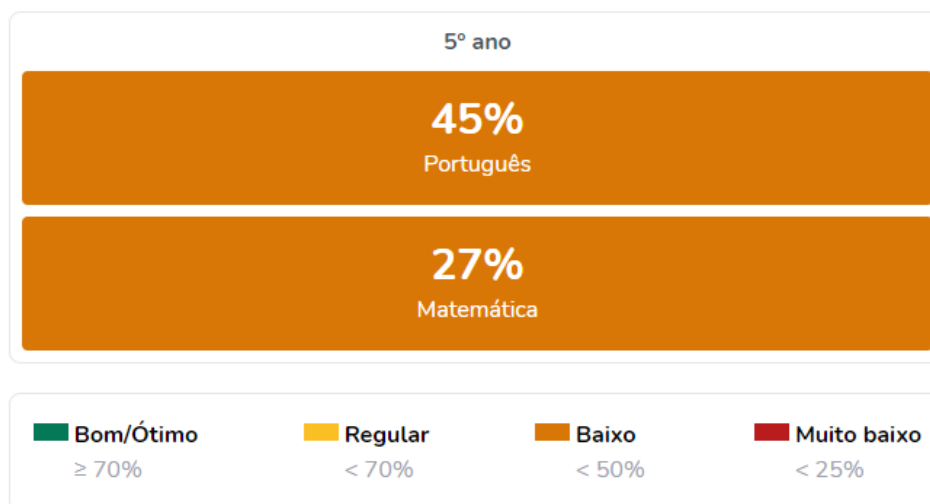 5º ano
45%
Português
27%
Matemática
Bom/Ótimo Regular Baixo Muito baixo
≥ 70% < 70% < 50% < 25%